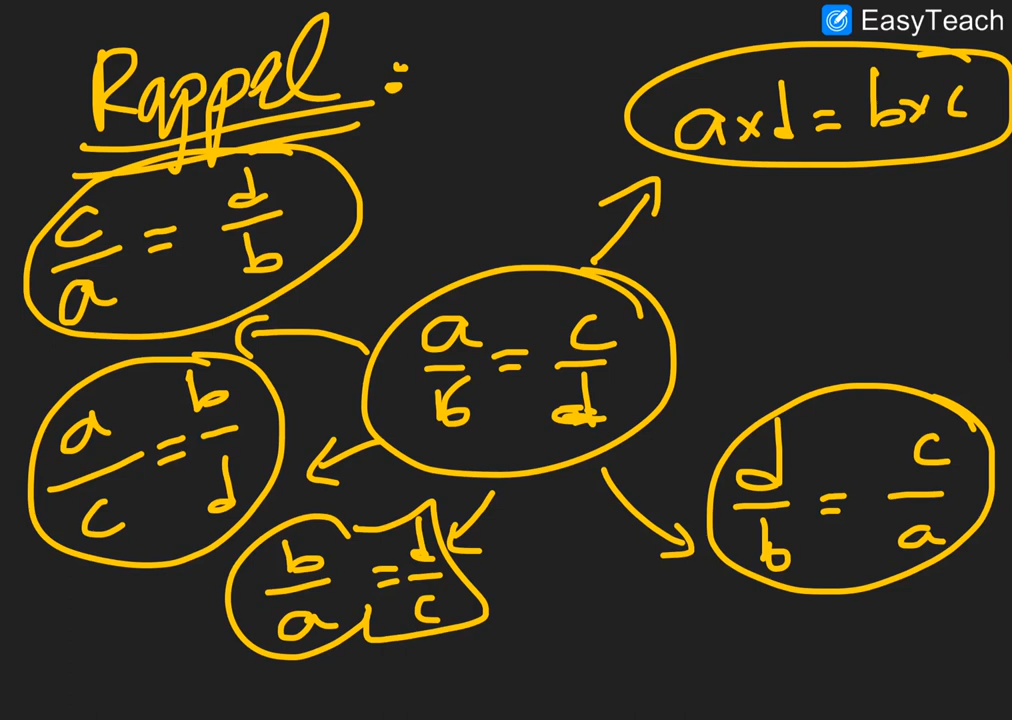 EasyTeach
Rappel :
a×d = b×c
c/a = d/b
a/b = c/d
a/c = b/d
d/b = c/a
b/a = d/c